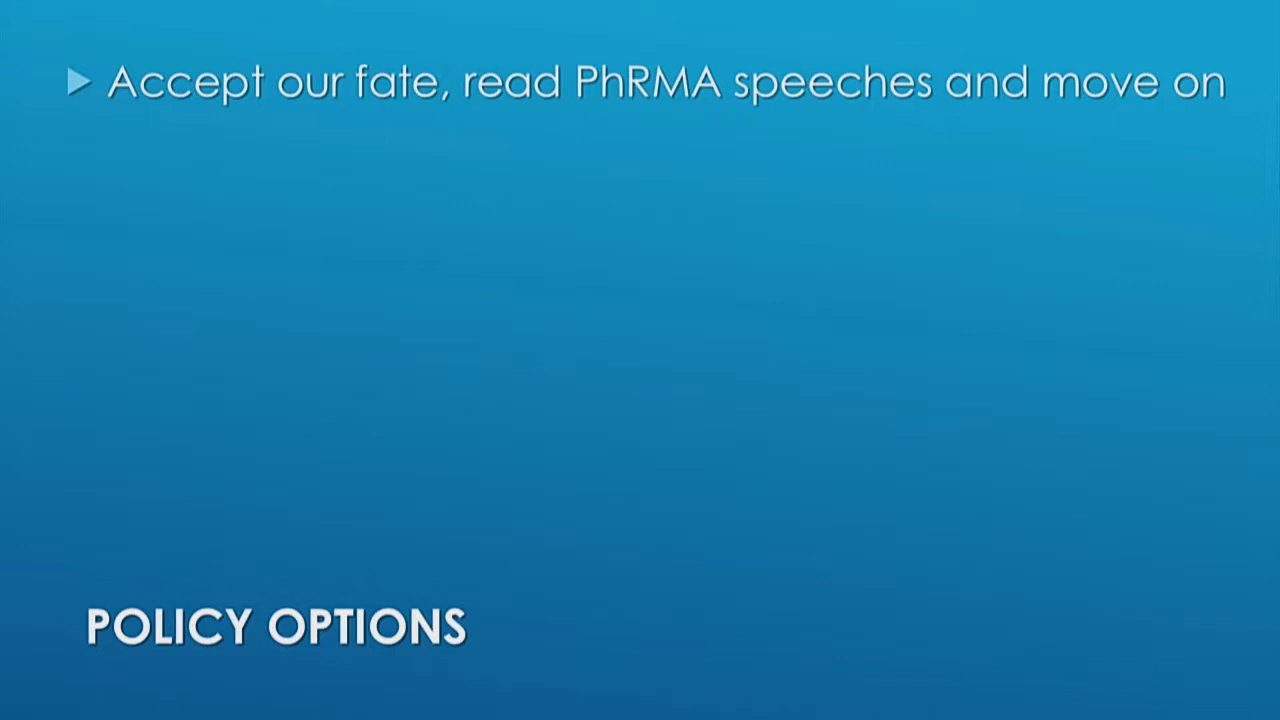 Accept our fate, read PhRMA speeches and move on
POLICY OPTIONS